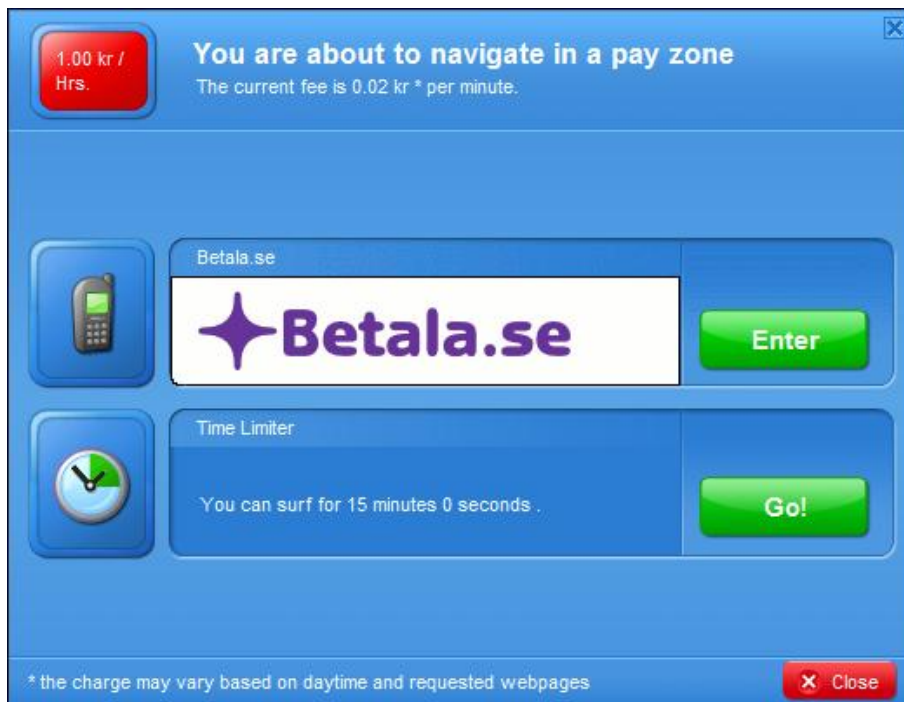 1.00 kr /
Hrs.
You are about to navigate in a pay zone
The current fee is 0.02 kr * per minute.
Betala.se
Betala.se
Enter
Time Limiter
You can surf for 15 minutes 0 seconds .
Go!
* the charge may vary based on daytime and requested webpages
Close